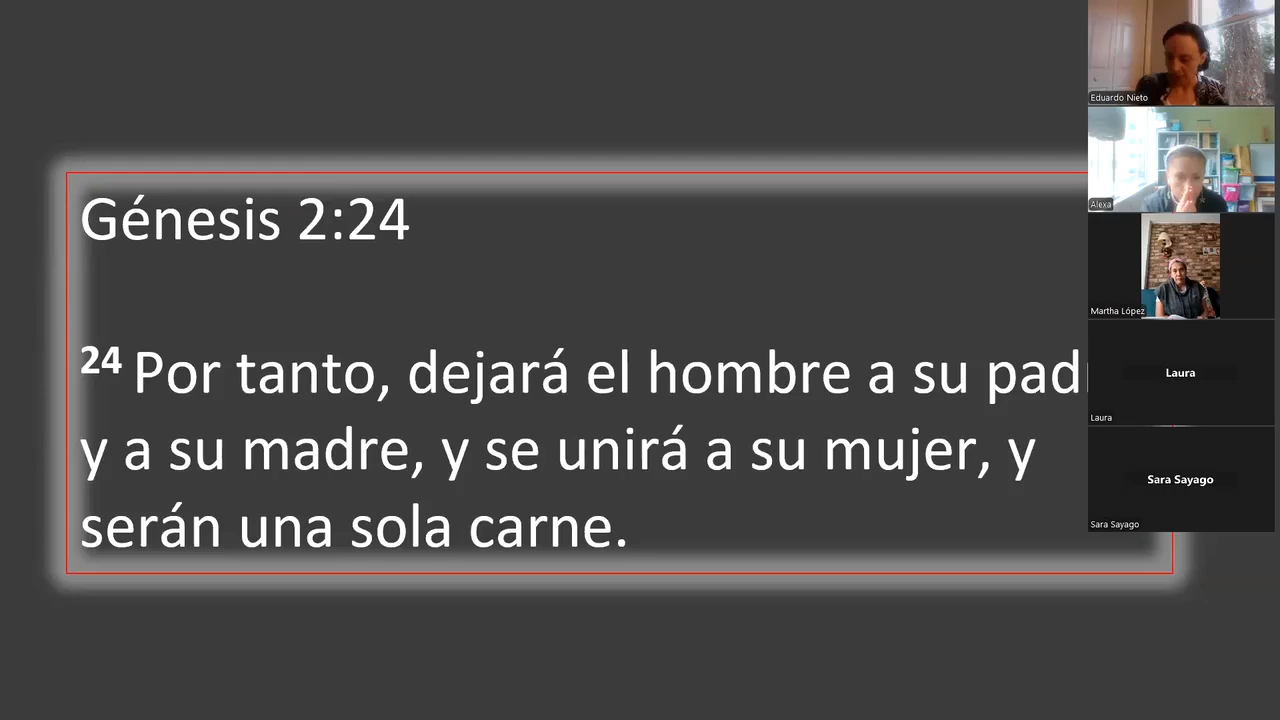 Génesis 2:24
24 Por tanto, dejará el hombre a su
y a su madre, y se unirá a su mujer, y
serán una sola carne.
Eduardo Nieto
Alexa
Martha López
Laura
Laura
Sara Sayago
Sara Sayago